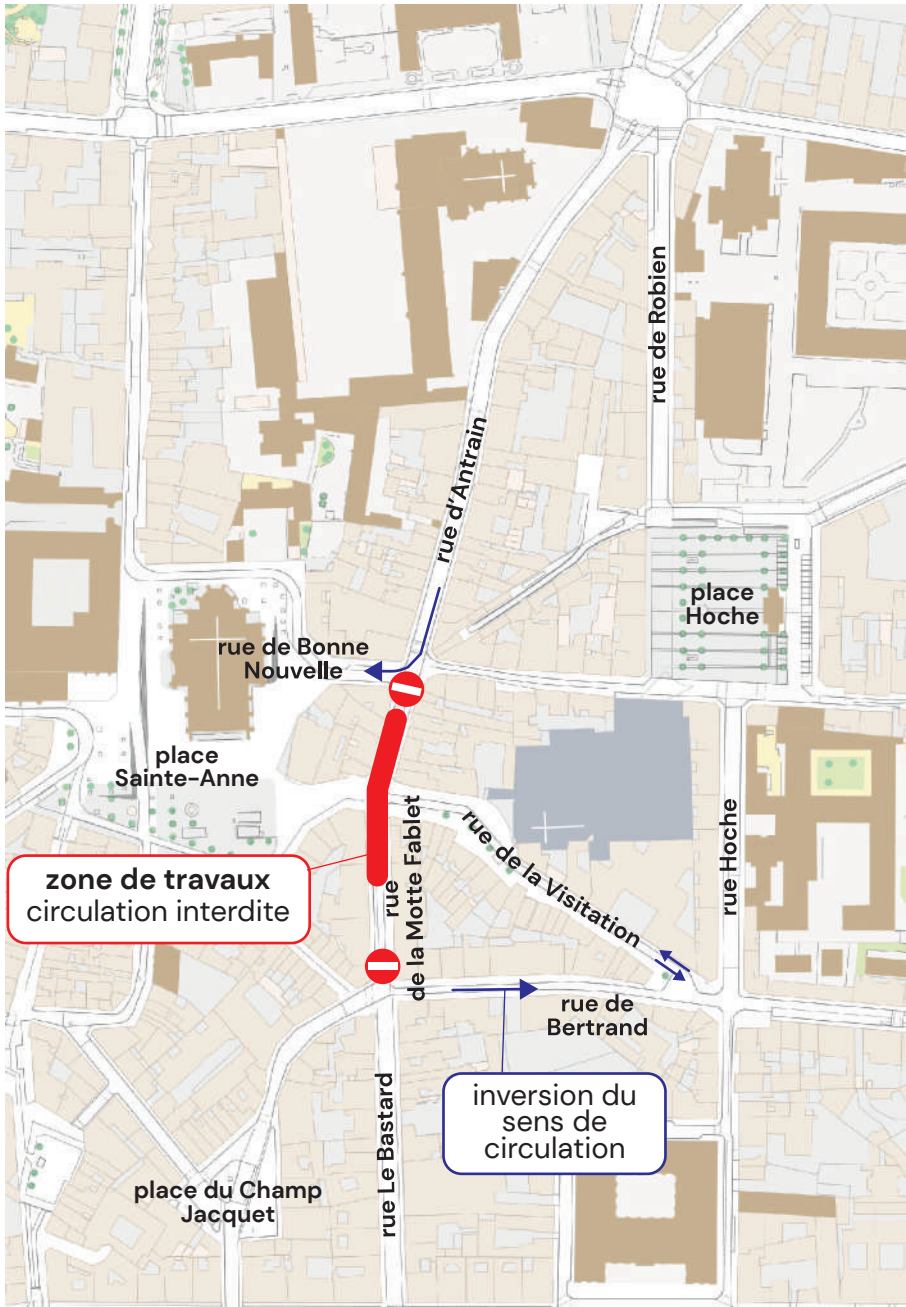 rue de Robien
rue d'Antrain
place
Hoche
rue de Bonne
Nouvelle
place
Sainte-Anne
rue
de la Motte Fablet
rue de la Visitation
rue Hoche
zone de travaux
circulation interdite
rue de
Bertrand
inversion du
sens de
circulation
rue Le Bastard
place du Champ
Jacquet